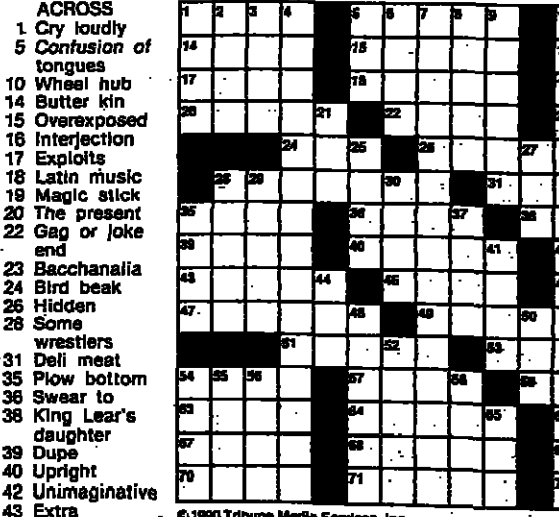 ACROSS
1 Cry loudly
5 Confusion of
tongues
10 Wheel hub
14 Butter kin
15 Overexposed
16 Interjection
17 Exploits
18 Latin music
19 Magic stick
20 The present
22 Gag or joke
end
23 Bacchanalia
24 Bird beak
26 Hidden
28 Some
wrestlers
31 Deli meat
35 Plow bottom
36 Swear to
38 King Lear's
daughter
39 Dupe
40 Upright
42 Unimaginative
43 Extra
1 2 3 4 5 6 7 8 9
14 15
17 18
20 21 22
24 25 26 27
28 29 30 31
35 36 37 38
39 40 41
43 44 45
47 48 49 50
51 52 53
54 55 56 57 58 59
63 64 65
67 68
70 71
© 1990 Tribune Media Services, Inc.